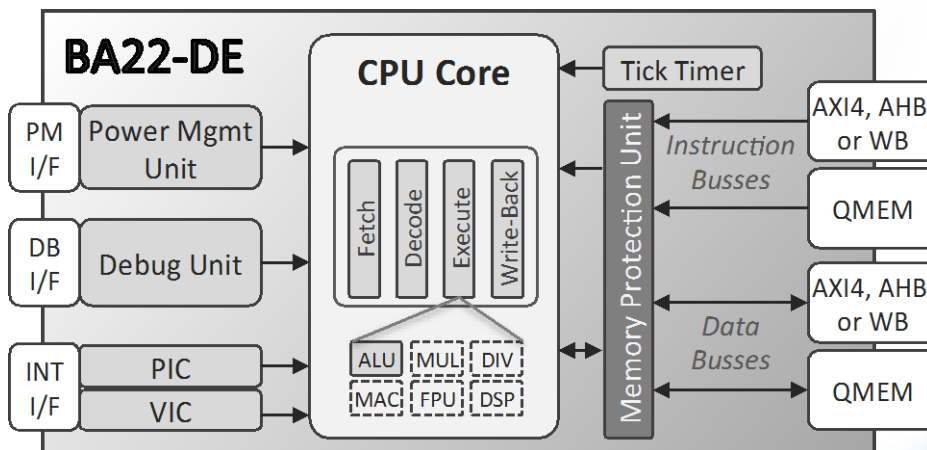 BA22-DE
CPU Core
Tick Timer
PM
I/F
Power Mgmt
Unit
DB
I/F
Debug Unit
INT
I/F
PIC
VIC
Fetch
Decode
Execute
Write-Back
ALU
MUL
DIV
MAC
FPU
DSP
Memory Protection Unit
Instruction
Busses
Data
Busses
AXI4, AHB
or WB
QMEM
AXI4, AHB
or WB
QMEM